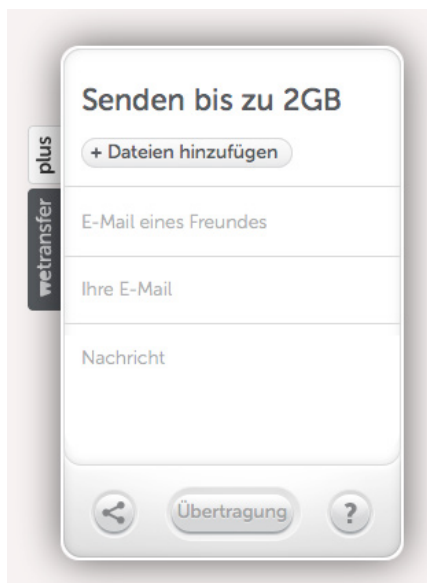 Senden bis zu 2GB
+ Dateien hinzufügen
plus
wetransfer
E-Mail eines Freundes
Ihre E-Mail
Nachricht
Übertragung
?